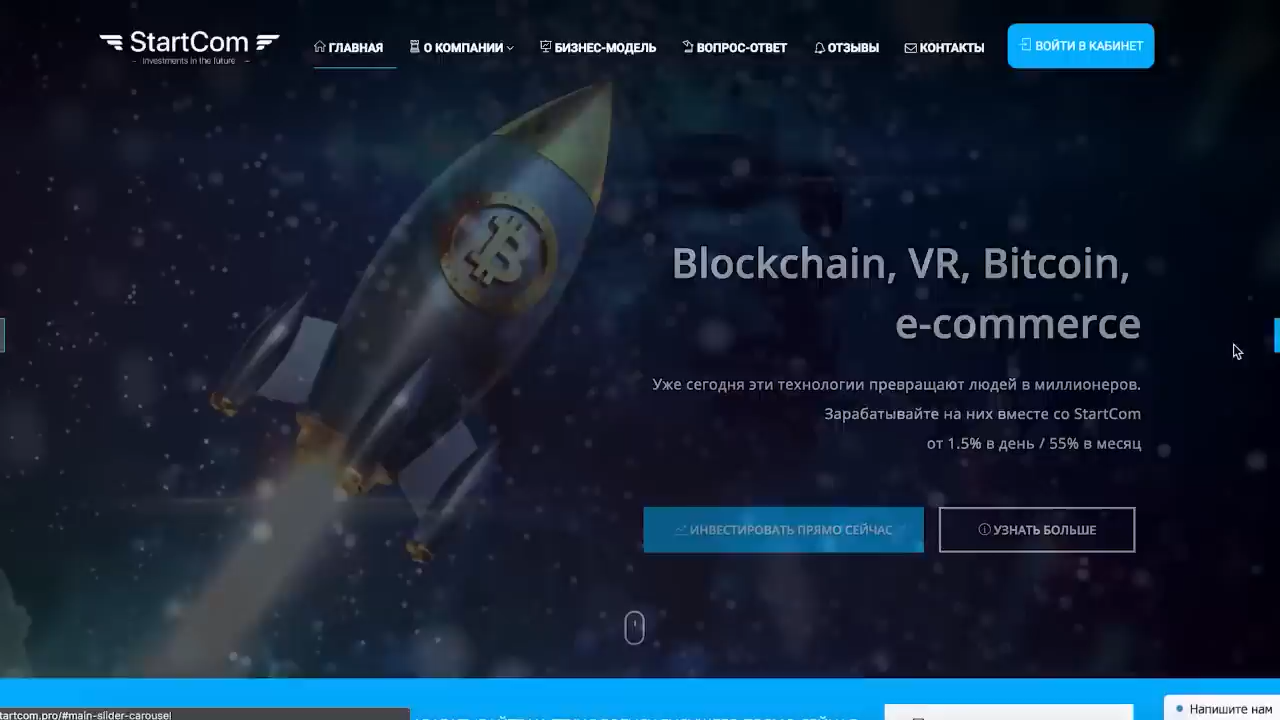 StartCom
investments in the future
ГЛАВНАЯ
О КОМПАНИИ
БИЗНЕС-МОДЕЛЬ
ВОПРОС-ОТВЕТ
ОТЗЫВЫ
КОНТАКТЫ
ВОЙТИ В КАБИНЕТ
Blockchain, VR, Bitcoin,
e-commerce
Уже сегодня эти технологии превращают людей в миллионеров.
Зарабатывайте на них вместе со StartCom
от 1.5% в день / 55% в месяц
ИНВЕСТИРОВАТЬ ПРЯМО СЕЙЧАС
УЗНАТЬ БОЛЬШЕ
tartcom.pro/#main-slider-carousel
Напишите нам